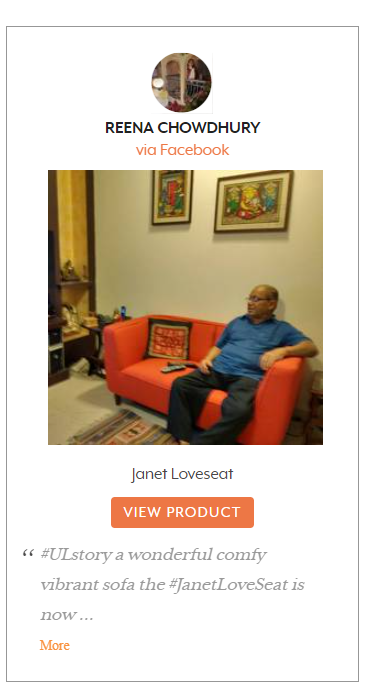 REENA CHOWDHURY
via Facebook
Janet Loveseat
VIEW PRODUCT
“ #ULstory a wonderful comfy
vibrant sofa the #JanetLoveSeat is
now ...
More